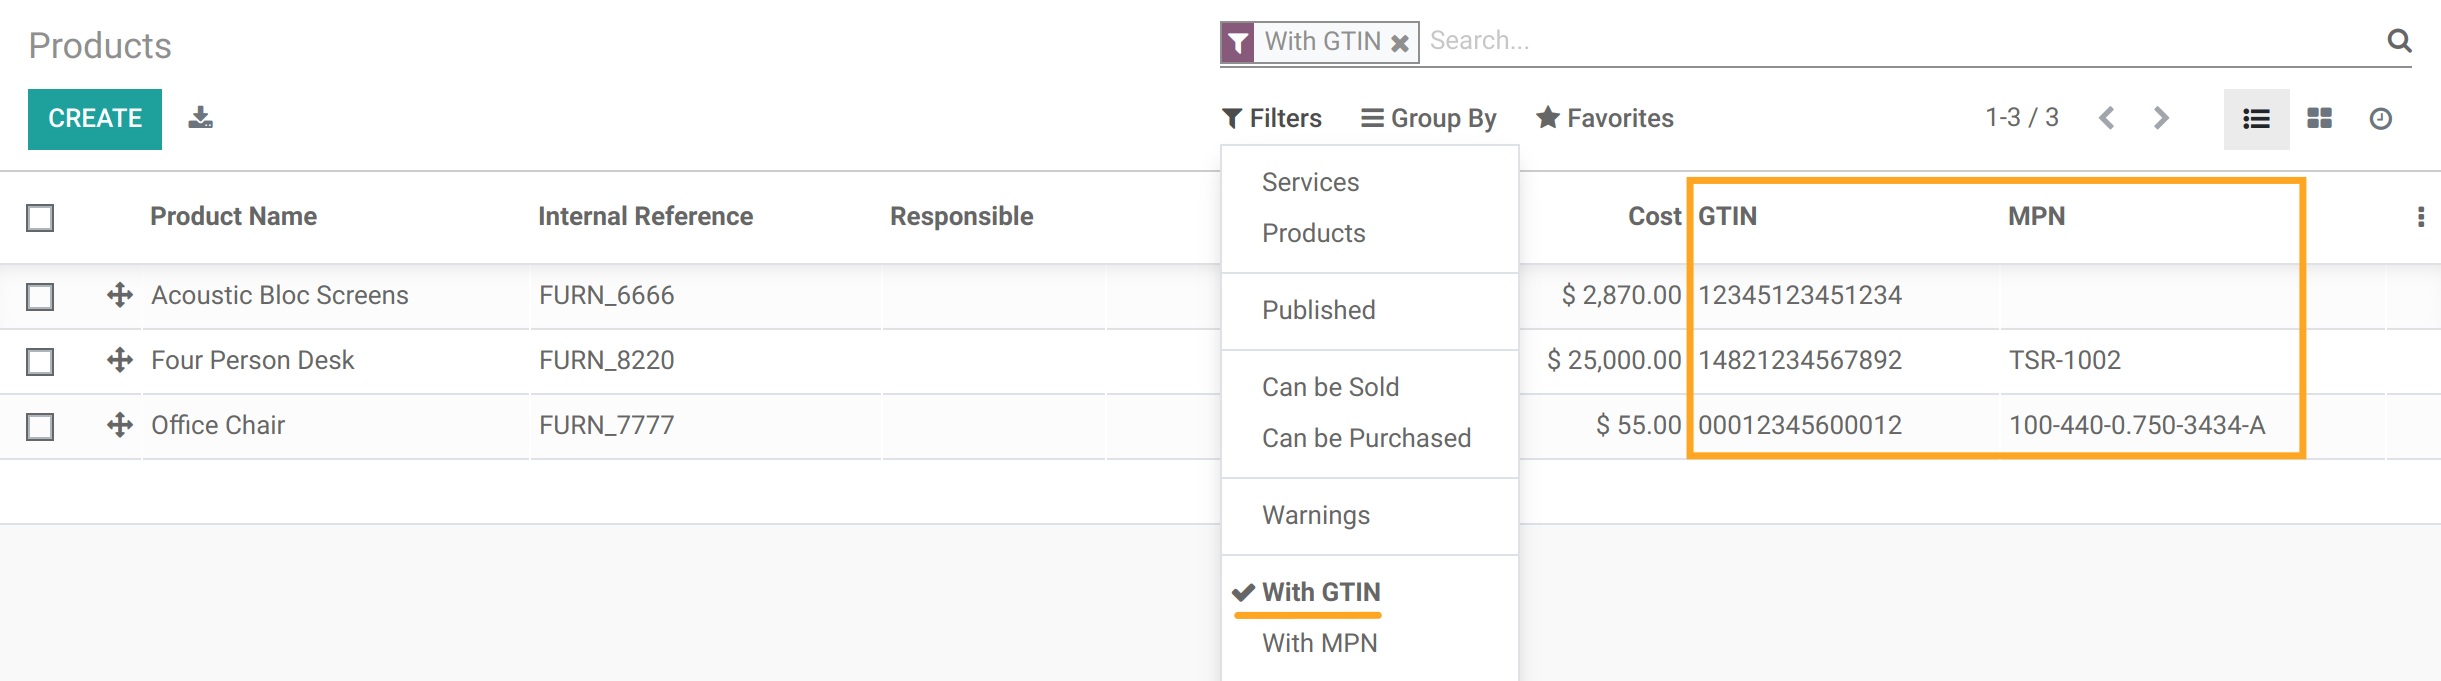 Products
With GTIN Search...
CREATE
Filters Group By Favorites 1-3 / 3
Product Name Internal Reference Responsible Cost GTIN MPN
Acoustic Bloc Screens FURN_6666 $ 2,870.00 12345123451234
Four Person Desk FURN_8220 $ 25,000.00 14821234567892 TSR-1002
Office Chair FURN_7777 $ 55.00 00012345600012 100-440-0.750-3434-A
Services
Products
Published
Can be Sold
Can be Purchased
Warnings
With GTIN
With MPN